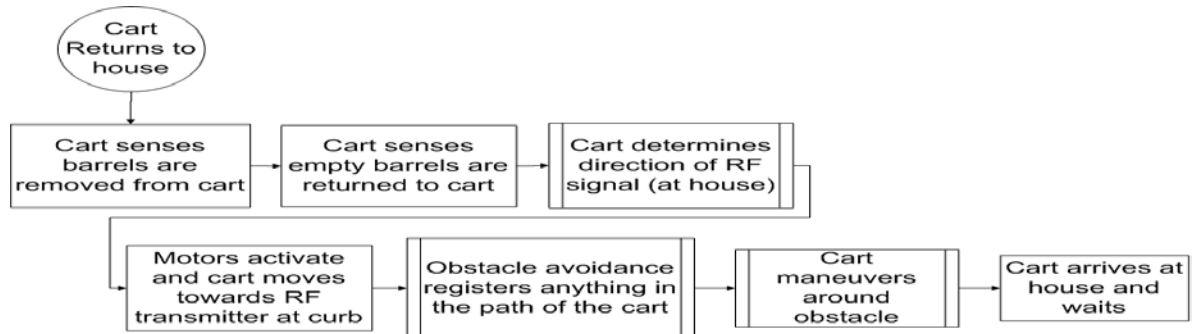 Cart
Returns to
house
Cart senses
barrels are
removed from cart
Cart senses
empty barrels are
returned to cart
Cart determines
direction of RF
signal (at house)
Motors activate
and cart moves
towards RF
transmitter at curb
Obstacle avoidance
registers anything in
the path of the cart
Cart
maneuvers
around
obstacle
Cart arrives at
house and
waits